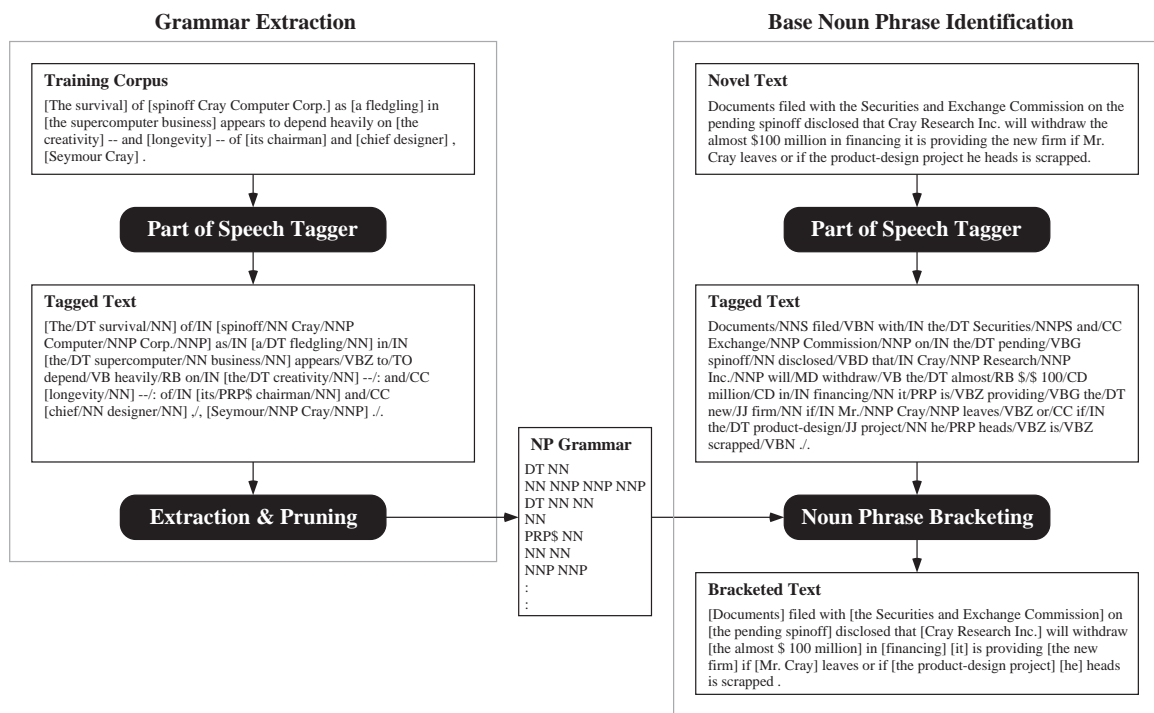 Grammar Extraction
Training Corpus
[The survival] of [spinoff Cray Computer Corp.] as [a fledgling] in
[the supercomputer business] appears to depend heavily on [the
creativity] -- and [longevity] -- of [its chairman] and [chief designer] ,
[Seymour Cray] .
Part of Speech Tagger
Tagged Text
[The/DT survival/NN] of/IN [spinoff/NN Cray/NNP
Computer/NNP Corp./NNP] as/IN [a/DT fledgling/NN] in/IN
[the/DT supercomputer/NN business/NN] appears/VBZ to/TO
depend/VB heavily/RB on/IN [the/DT creativity/NN] --/: and/CC
[longevity/NN] --/: of/IN [its/PRP$ chairman/NN] and/CC
[chief/NN designer/NN] ,/, [Seymour/NNP Cray/NNP] ./.
Extraction & Pruning
NP Grammar
DT NN
NN NNP NNP NNP
DT NN NN
NN
PRP$ NN
NN NN
NNP NNP
:
:
Base Noun Phrase Identification
Novel Text
Documents filed with the Securities and Exchange Commission on the
pending spinoff disclosed that Cray Research Inc. will withdraw the
almost $100 million in financing it is providing the new firm if Mr.
Cray leaves or if the product-design project he heads is scrapped.
Part of Speech Tagger
Tagged Text
Documents/NNS filed/VBN with/IN the/DT Securities/NNPS and/CC
Exchange/NNP Commission/NNP on/IN the/DT pending/VBG
spinoff/NN disclosed/VBD that/IN Cray/NNP Research/NNP
Inc./NNP will/MD withdraw/VB the/DT almost/RB $/$ 100/CD
million/CD in/IN financing/NN it/PRP is/VBZ providing/VBG the/DT
new/JJ firm/NN if/IN Mr./NNP Cray/NNP leaves/VBZ or/CC if/IN
the/DT product-design/JJ project/NN he/PRP heads/VBZ is/VBZ
scrapped/VBN ./.
Noun Phrase Bracketing
Bracketed Text
[Documents] filed with [the Securities and Exchange Commission] on
[the pending spinoff] disclosed that [Cray Research Inc.] will withdraw
[the almost $ 100 million] in [financing] [it] is providing [the new
firm] if [Mr. Cray] leaves or if [the product-design project] [he] heads
is scrapped .